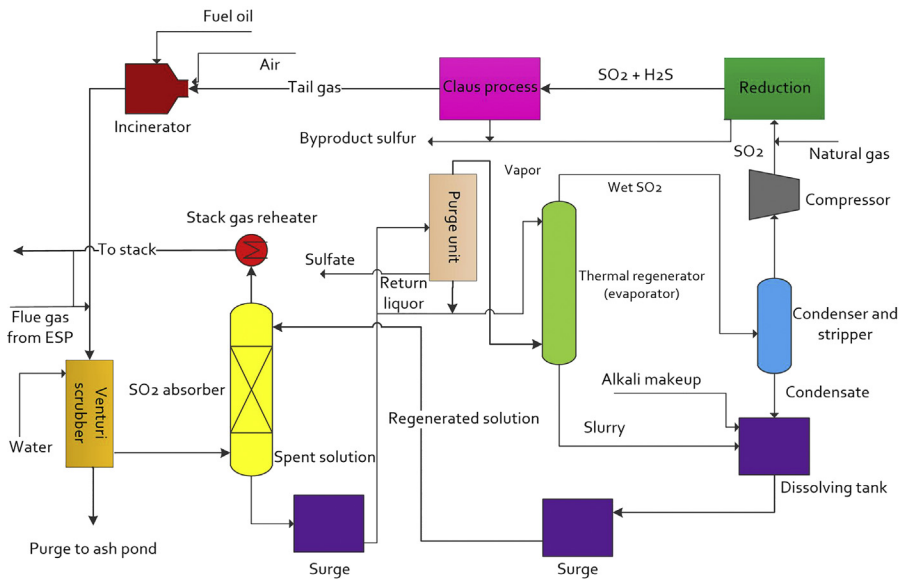 Fuel oil
Air
Tail gas
Claus process
SO2 + H2S
Reduction
Incinerator
Byproduct sulfur
SO2
Natural gas
Vapor
Wet SO2
Compressor
Purge unit
Stack gas reheater
To stack
Sulfate
Return
liquor
Thermal regenerator
(evaporator)
Condenser and
stripper
Flue gas
from ESP
SO2 absorber
Venturi
scrubber
Alkali makeup
Condensate
Regenerated solution
Slurry
Water
Spent solution
Dissolving tank
Purge to ash pond
Surge
Surge